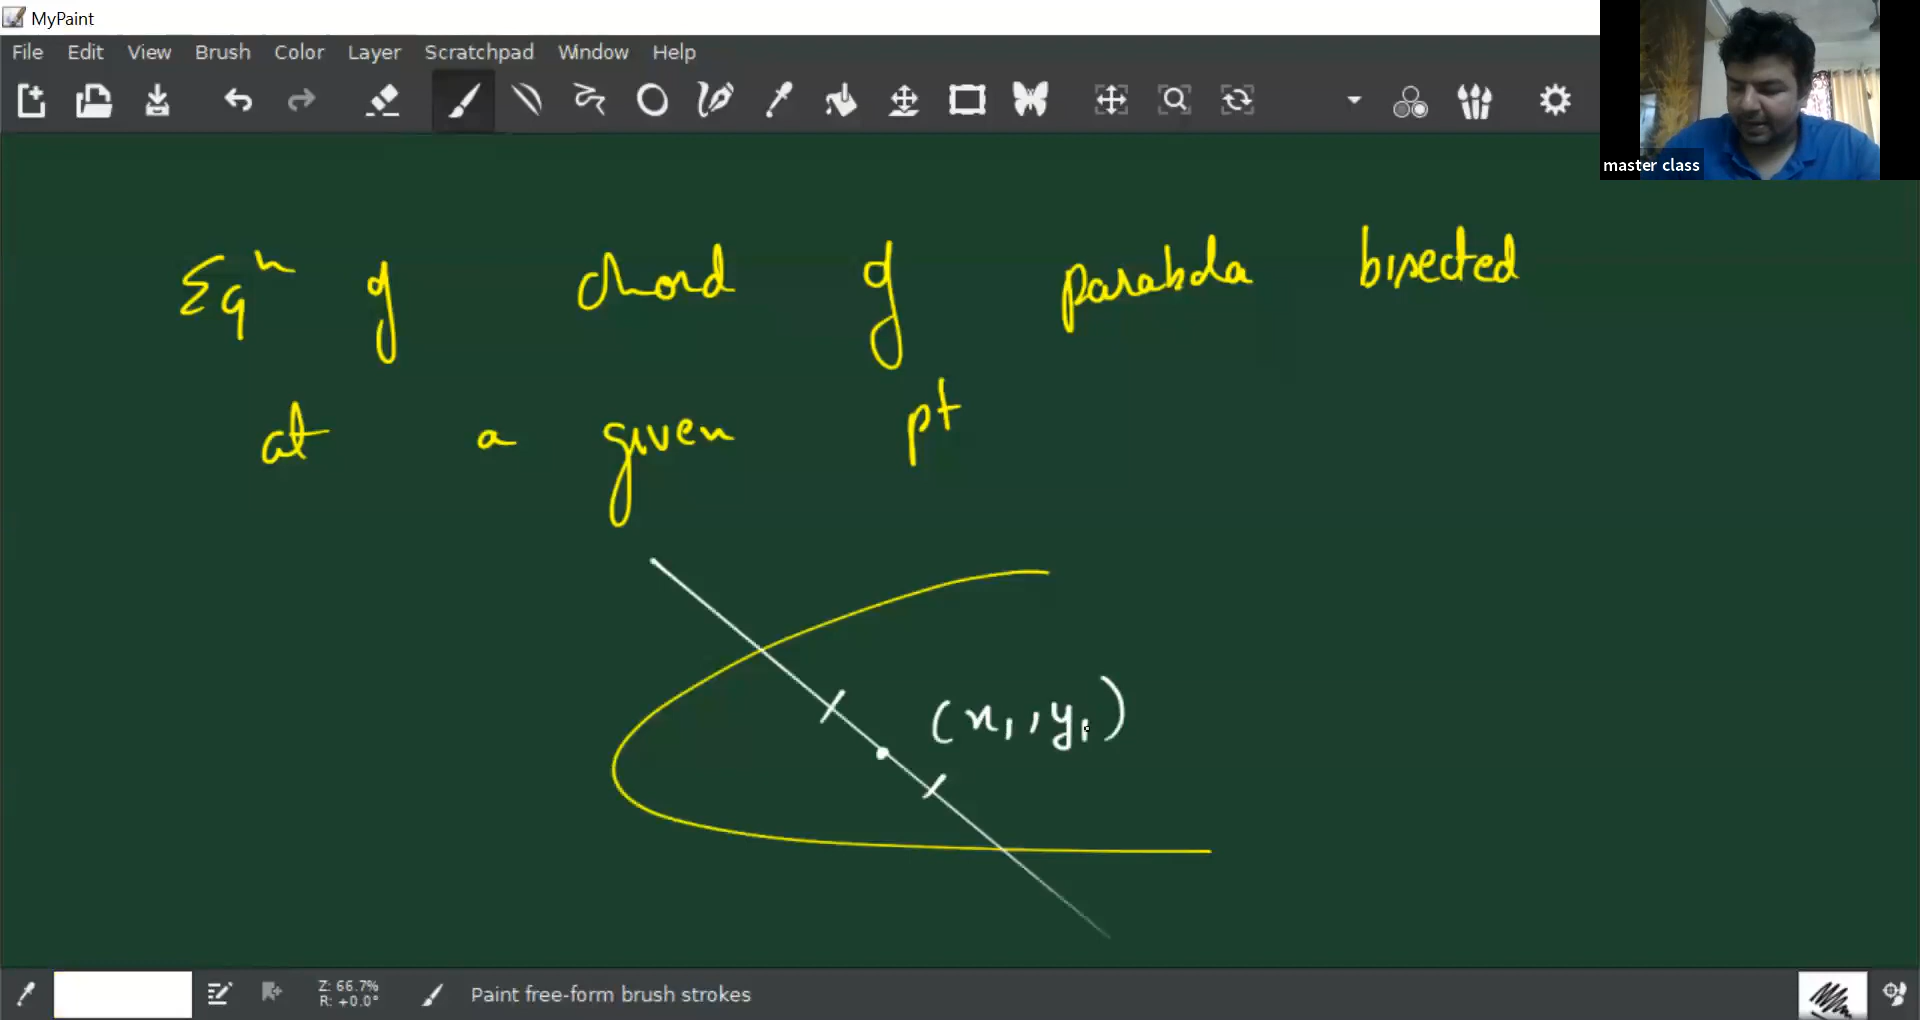 MyPaint
File Edit View Brush Color Layer Scratchpad Window Help
master class
Eqⁿ of chord of parabola bisected
at a given pt
(x₁, y₁)
Z: 66.7%
R: +0.0°
Paint free-form brush strokes